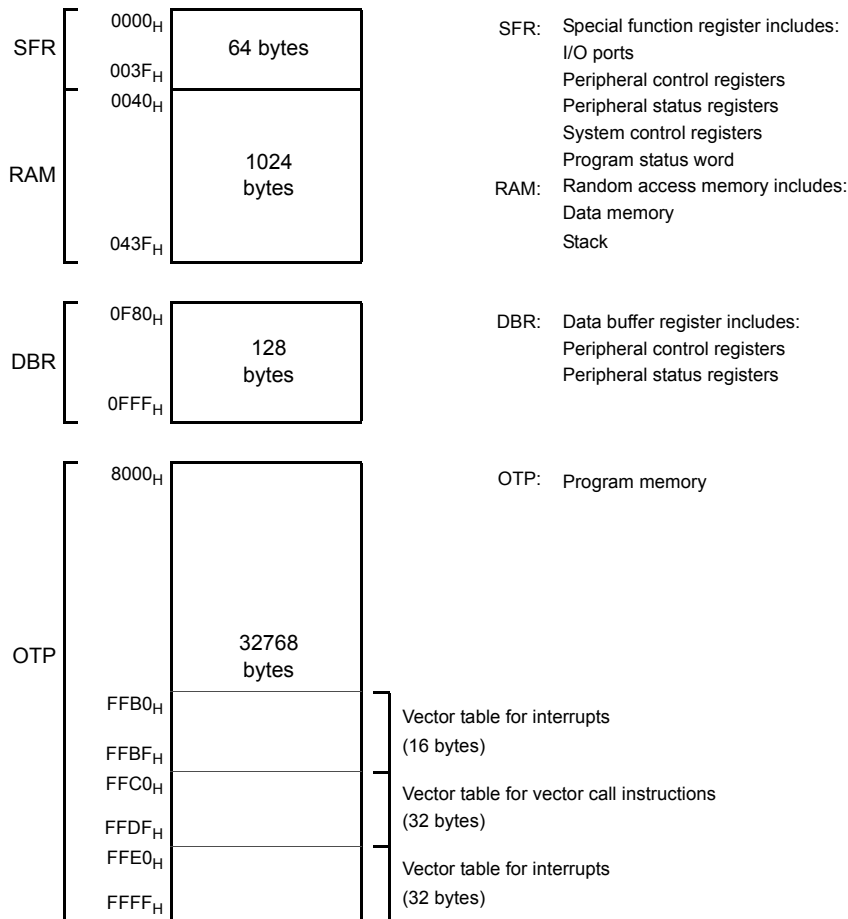 0000H
SFR
64 bytes
003FH
0040H
RAM
1024
bytes
043FH
SFR: Special function register includes:
I/O ports
Peripheral control registers
Peripheral status registers
System control registers
Program status word
RAM: Random access memory includes:
Data memory
Stack
0F80H
DBR
128
bytes
0FFFH
DBR: Data buffer register includes:
Peripheral control registers
Peripheral status registers
8000H
OTP: Program memory
OTP
32768
bytes
FFB0H
Vector table for interrupts
(16 bytes)
FFBFH
FFC0H
Vector table for vector call instructions
(32 bytes)
FFDFH
FFE0H
Vector table for interrupts
(32 bytes)
FFFFH